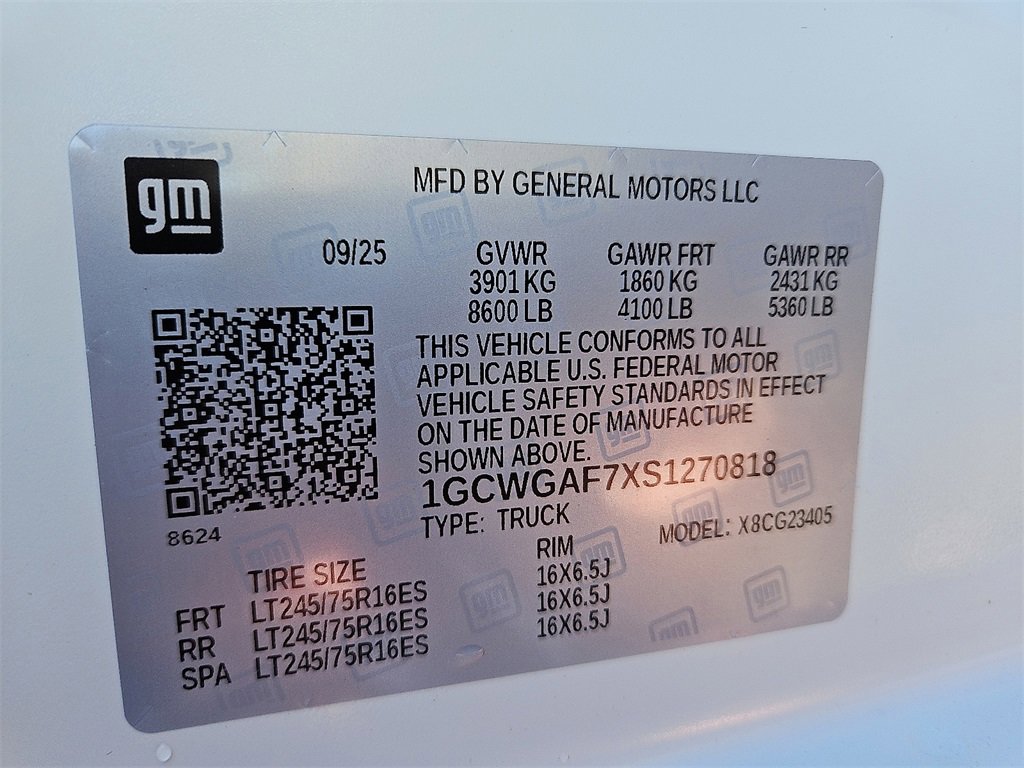 gm
MFD BY GENERAL MOTORS LLC
09/25 GVWR GAWR FRT GAWR RR
3901 KG 1860 KG 2431 KG
8600 LB 4100 LB 5360 LB
THIS VEHICLE CONFORMS TO ALL
APPLICABLE U.S. FEDERAL MOTOR
VEHICLE SAFETY STANDARDS IN EFFECT
ON THE DATE OF MANUFACTURE
SHOWN ABOVE.
1GCWGAF7XS1270818
8624
TYPE: TRUCK MODEL: X8CG23405
TIRE SIZE RIM
FRT LT245/75R16ES 16X6.5J
RR LT245/75R16ES 16X6.5J
SPA LT245/75R16ES 16X6.5J